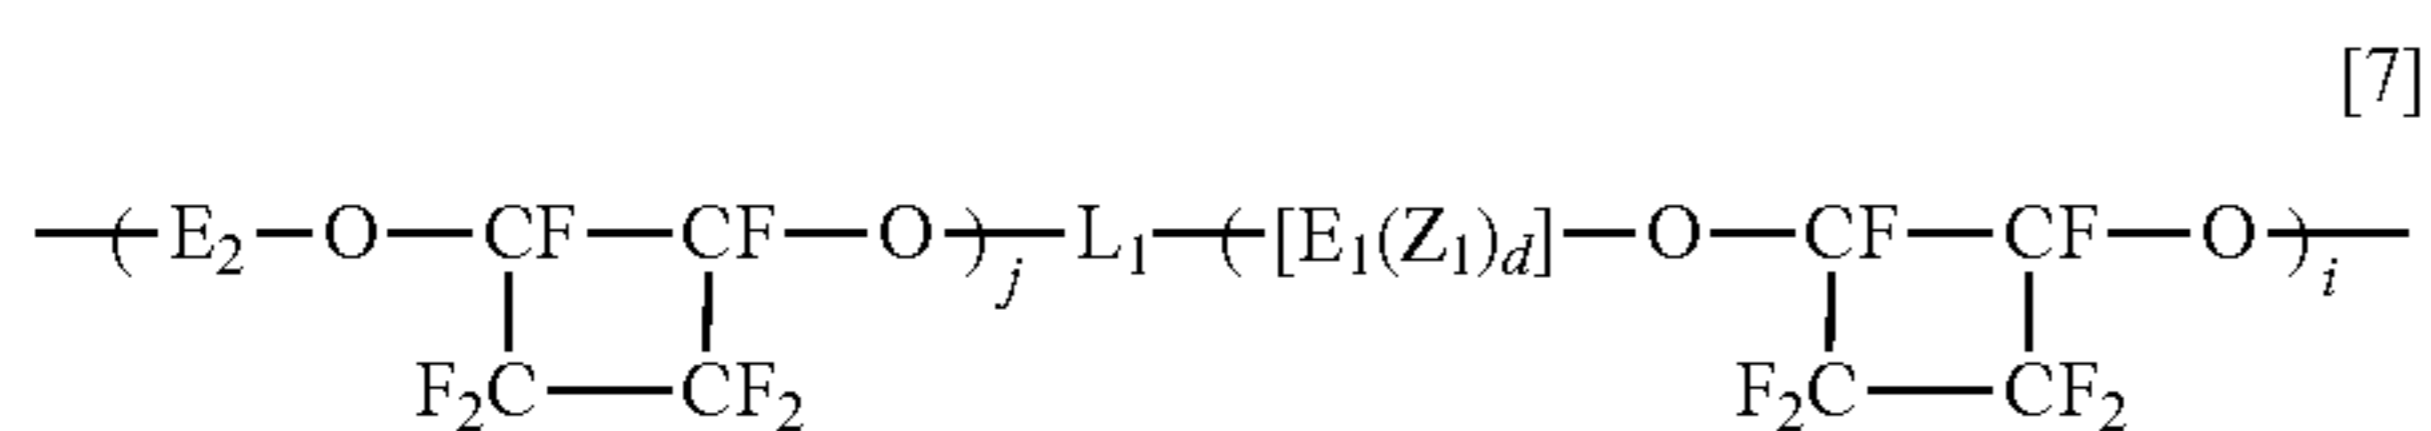 [7]
( E₂ O CF CF O )ⱼ L₁ ( [E₁(Z₁)d] O CF CF O )ᵢ
F₂C CF₂ F₂C CF₂